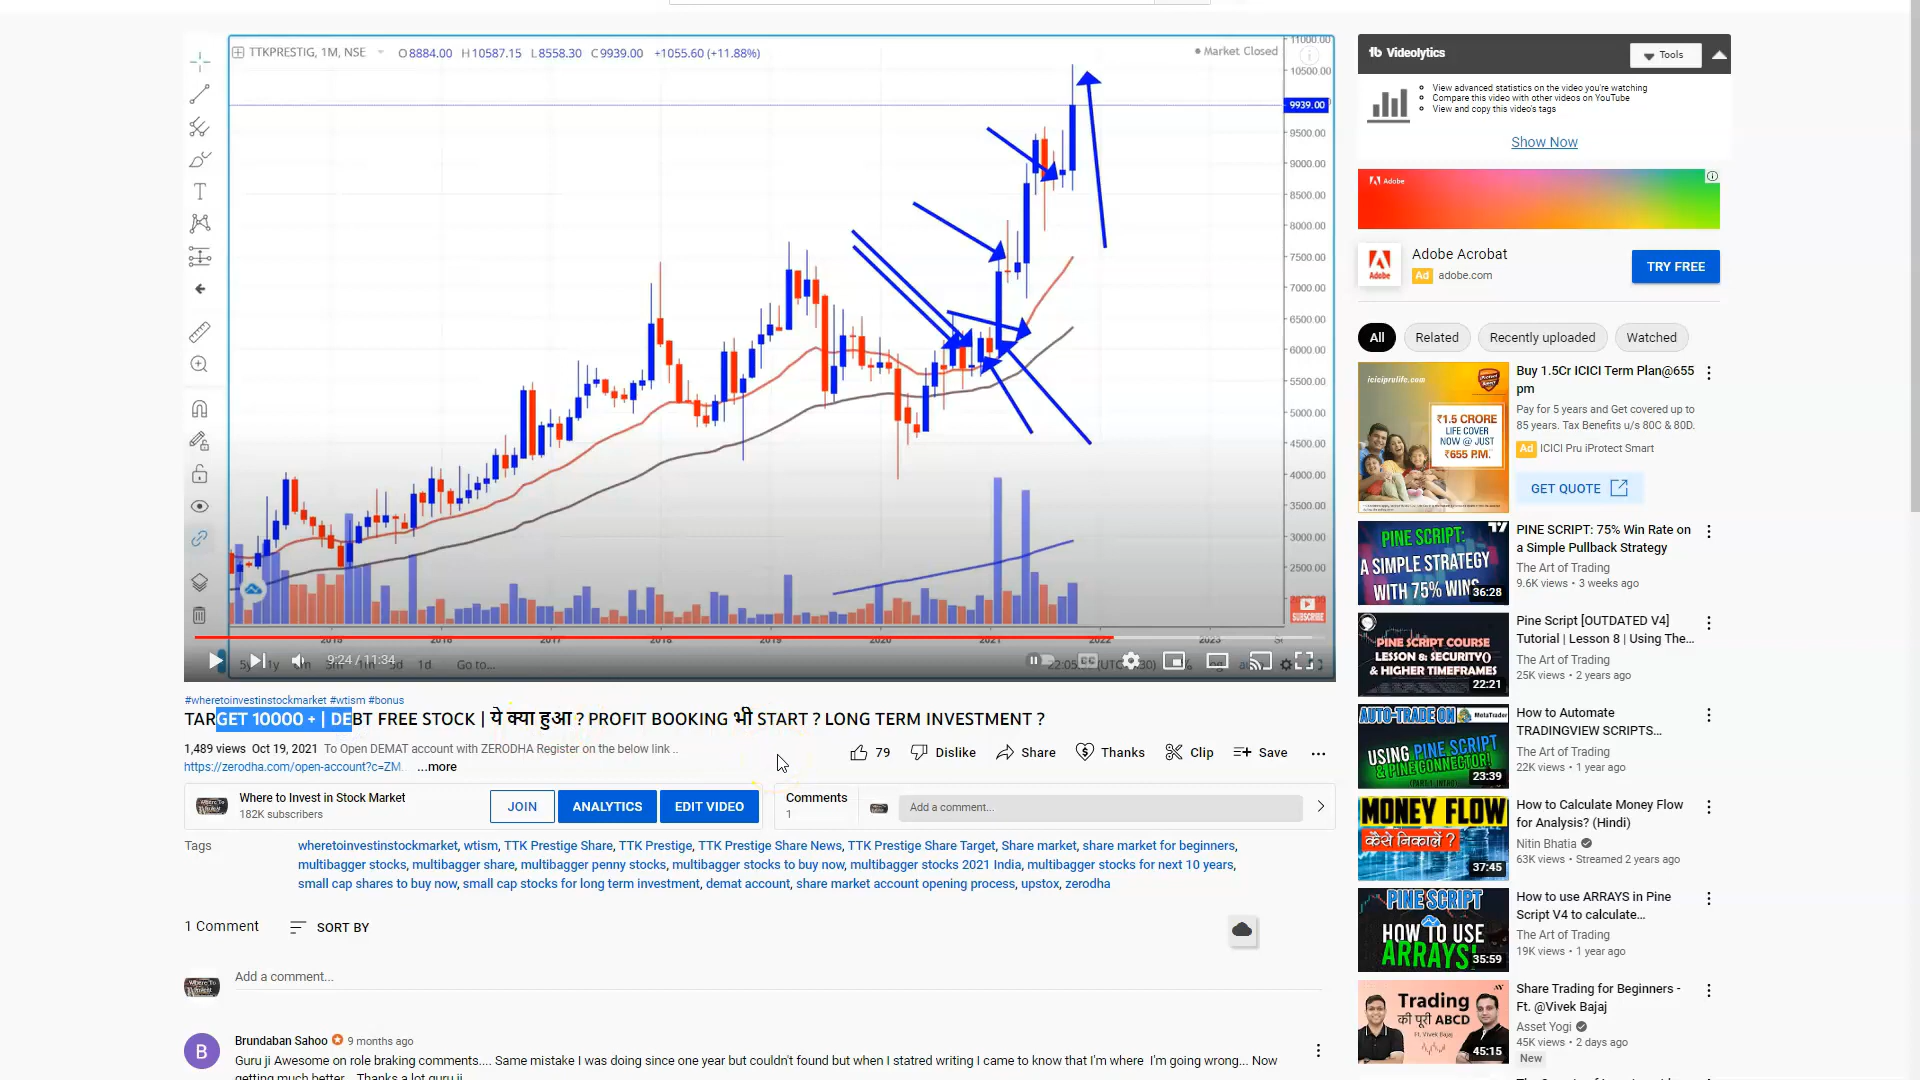 TTKPRESTIG, 1M, NSE
O8884.00 H10587.15 L8558.30 C9939.00 +1055.60 (+11.88%)
Market Closed
11000.00
10500.00
9939.00
9500.00
9000.00
8500.00
8000.00
7500.00
7000.00
6500.00
6000.00
5500.00
5000.00
4500.00
4000.00
3500.00
3000.00
2500.00
SUBSCRIBE
2015 2016 2017 2018 2019 2020 2021 2022 2023
9:24 / 11:34
5y 1y 5d 1d Go to...
#wheretoinvestinstockmarket #wtism #bonus
TARGET 10000 + | DEBT FREE STOCK | ये क्या हुआ ? PROFIT BOOKING भी START ? LONG TERM INVESTMENT ?
1,489 views Oct 19, 2021 To Open DEMAT account with ZERODHA Register on the below link ..
https://zerodha.com/open-account?c=ZM. ...more
79 Dislike Share Thanks Clip Save
Where to Invest in Stock Market
182K subscribers
JOIN ANALYTICS EDIT VIDEO
Comments
1
Add a comment...
Tags
wheretoinvestinstockmarket, wtism, TTK Prestige Share, TTK Prestige, TTK Prestige Share News, TTK Prestige Share Target, Share market, share market for beginners,
multibagger stocks, multibagger share, multibagger penny stocks, multibagger stocks to buy now, multibagger stocks 2021 India, multibagger stocks for next 10 years,
small cap shares to buy now, small cap stocks for long term investment, demat account, share market account opening process, upstox, zerodha
1 Comment SORT BY
Add a comment...
B
Brundaban Sahoo 9 months ago
Guru ji Awesome on role braking comments.... Same mistake I was doing since one year but couldn't found but when I statred writing I came to know that I'm where I'm going wrong... Now
getting much better... Thanks a lot guru ji
Videolytics
Tools
View advanced statistics on the video you're watching
Compare this video with other videos on YouTube
View and copy this video's tags
Show Now
Adobe
Adobe Acrobat
Ad adobe.com
TRY FREE
All Related Recently uploaded Watched
iciciprulife.com
₹1.5 CRORE
LIFE COVER
NOW @ JUST
₹655 P.M.
Buy 1.5Cr ICICI Term Plan@655
pm
Pay for 5 years and Get covered up to
85 years. Tax Benefits u/s 80C & 80D.
Ad ICICI Pru iProtect Smart
GET QUOTE
PINE SCRIPT:
A SIMPLE STRATEGY
WITH 75% WINS
36:28
PINE SCRIPT: 75% Win Rate on
a Simple Pullback Strategy
The Art of Trading
9.6K views • 3 weeks ago
PINE SCRIPT COURSE
LESSON 8: SECURITY()
& HIGHER TIMEFRAMES
22:21
Pine Script [OUTDATED V4]
Tutorial | Lesson 8 | Using The...
The Art of Trading
25K views • 2 years ago
AUTO-TRADE ON MetaTrader
USING PINE SCRIPT
& PINE CONNECTOR!
23:39
How to Automate
TRADINGVIEW SCRIPTS...
The Art of Trading
22K views • 1 year ago
MONEY FLOW
कैसे निकालें ?
37:45
How to Calculate Money Flow
for Analysis? (Hindi)
Nitin Bhatia
63K views • Streamed 2 years ago
PINE SCRIPT
HOW TO USE
ARRAYS!
35:59
How to use ARRAYS in Pine
Script V4 to calculate...
The Art of Trading
19K views • 1 year ago
Trading
की पूरी ABCD
Ft. Vivek Bajaj
45:15
Share Trading for Beginners -
Ft. @Vivek Bajaj
Asset Yogi
45K views • 2 days ago
New